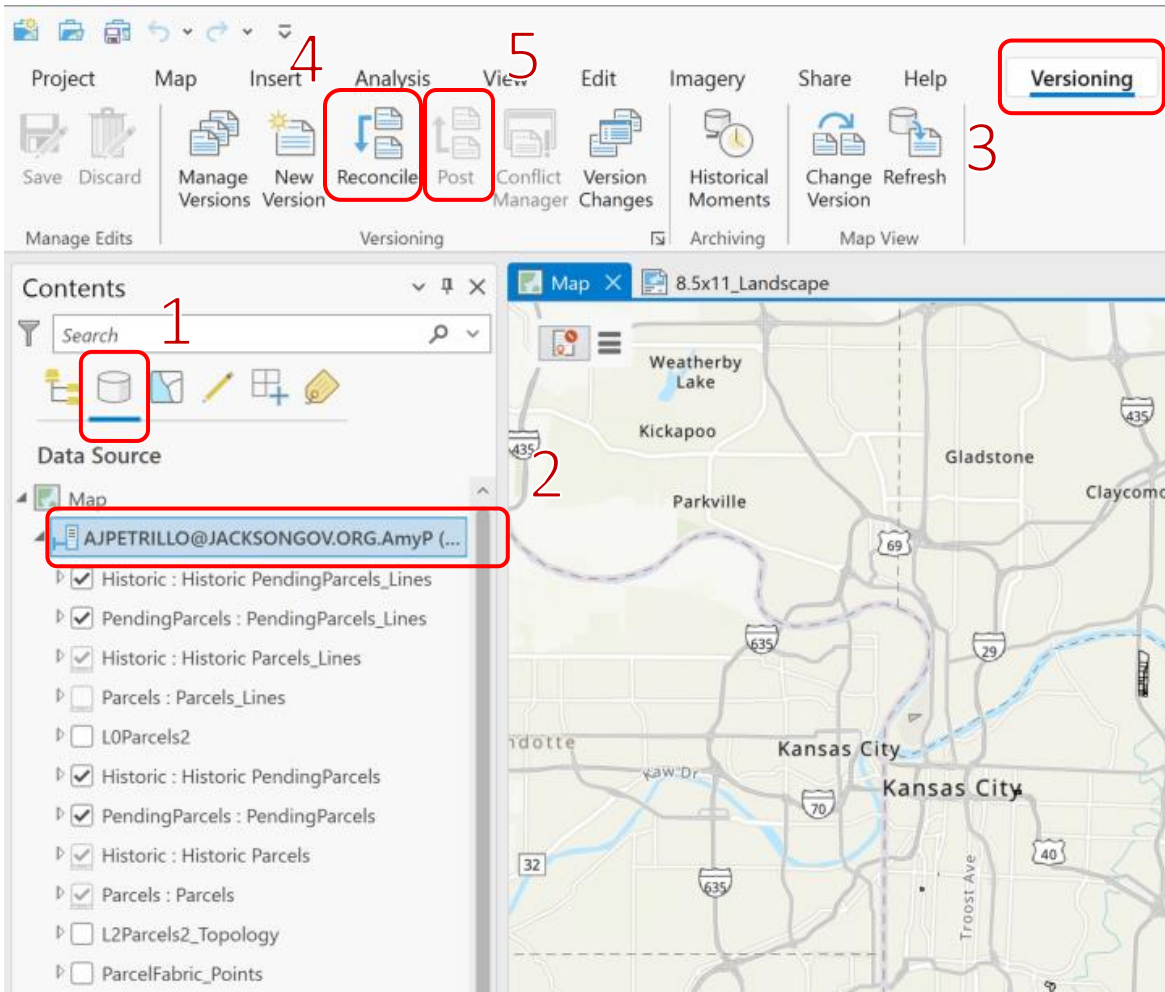 4
5
Project Map Insert Analysis View Edit Imagery Share Help Versioning
3
Save Discard Manage Versions New Version Reconcile Post Conflict Manager Version Changes Historical Moments Change Version Refresh
Manage Edits Versioning Archiving Map View
Contents
Map
8.5x11_Landscape
1
Search
Data Source
Map
2
AJPETRILLO@JACKSONGOV.ORG.AmyP (...
Historic : Historic PendingParcels_Lines
PendingParcels : PendingParcels_Lines
Historic : Historic Parcels_Lines
Parcels : Parcels_Lines
L0Parcels2
Historic : Historic PendingParcels
PendingParcels : PendingParcels
Historic : Historic Parcels
Parcels : Parcels
L2Parcels2_Topology
ParcelFabric_Points
Weatherby
Lake
435
Kickapoo
435
Gladstone
Claycomo
Parkville
69
635
29
ndotte
Kansas City
Kaw Dr
Kansas City
70
40
32
635
Troost Ave